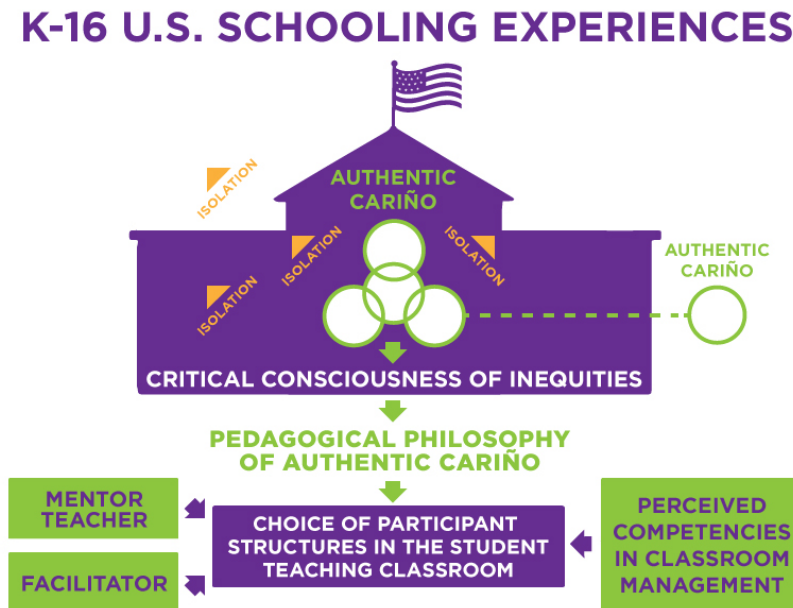 K-16 U.S. SCHOOLING EXPERIENCES
AUTHENTIC
CARIÑO
ISOLATION
ISOLATION
ISOLATION
ISOLATION
AUTHENTIC
CARIÑO
CRITICAL CONSCIOUSNESS OF INEQUITIES
PEDAGOGICAL PHILOSOPHY
OF AUTHENTIC CARIÑO
MENTOR
TEACHER
FACILITATOR
CHOICE OF PARTICIPANT
STRUCTURES IN THE STUDENT
TEACHING CLASSROOM
PERCEIVED
COMPETENCIES
IN CLASSROOM
MANAGEMENT